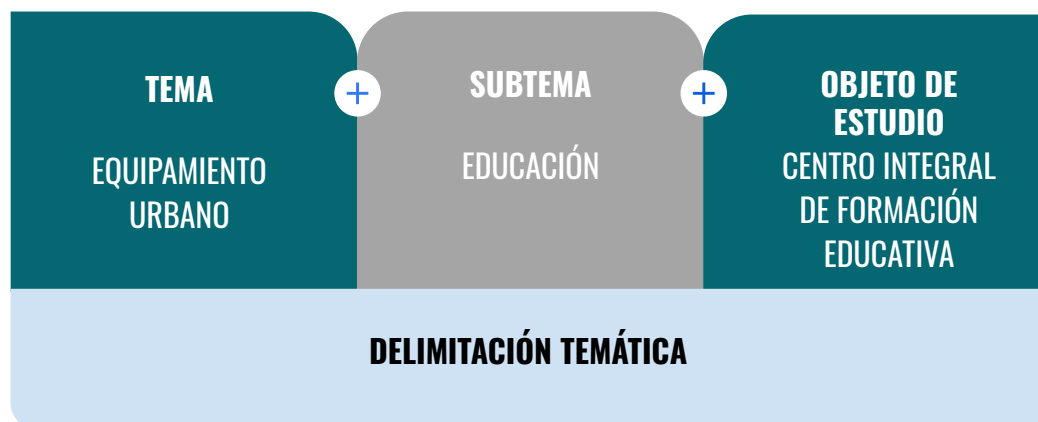 TEMA
EQUIPAMIENTO
URBANO
SUBTEMA
EDUCACIÓN
OBJETO DE
ESTUDIO
CENTRO INTEGRAL
DE FORMACIÓN
EDUCATIVA
DELIMITACIÓN TEMÁTICA